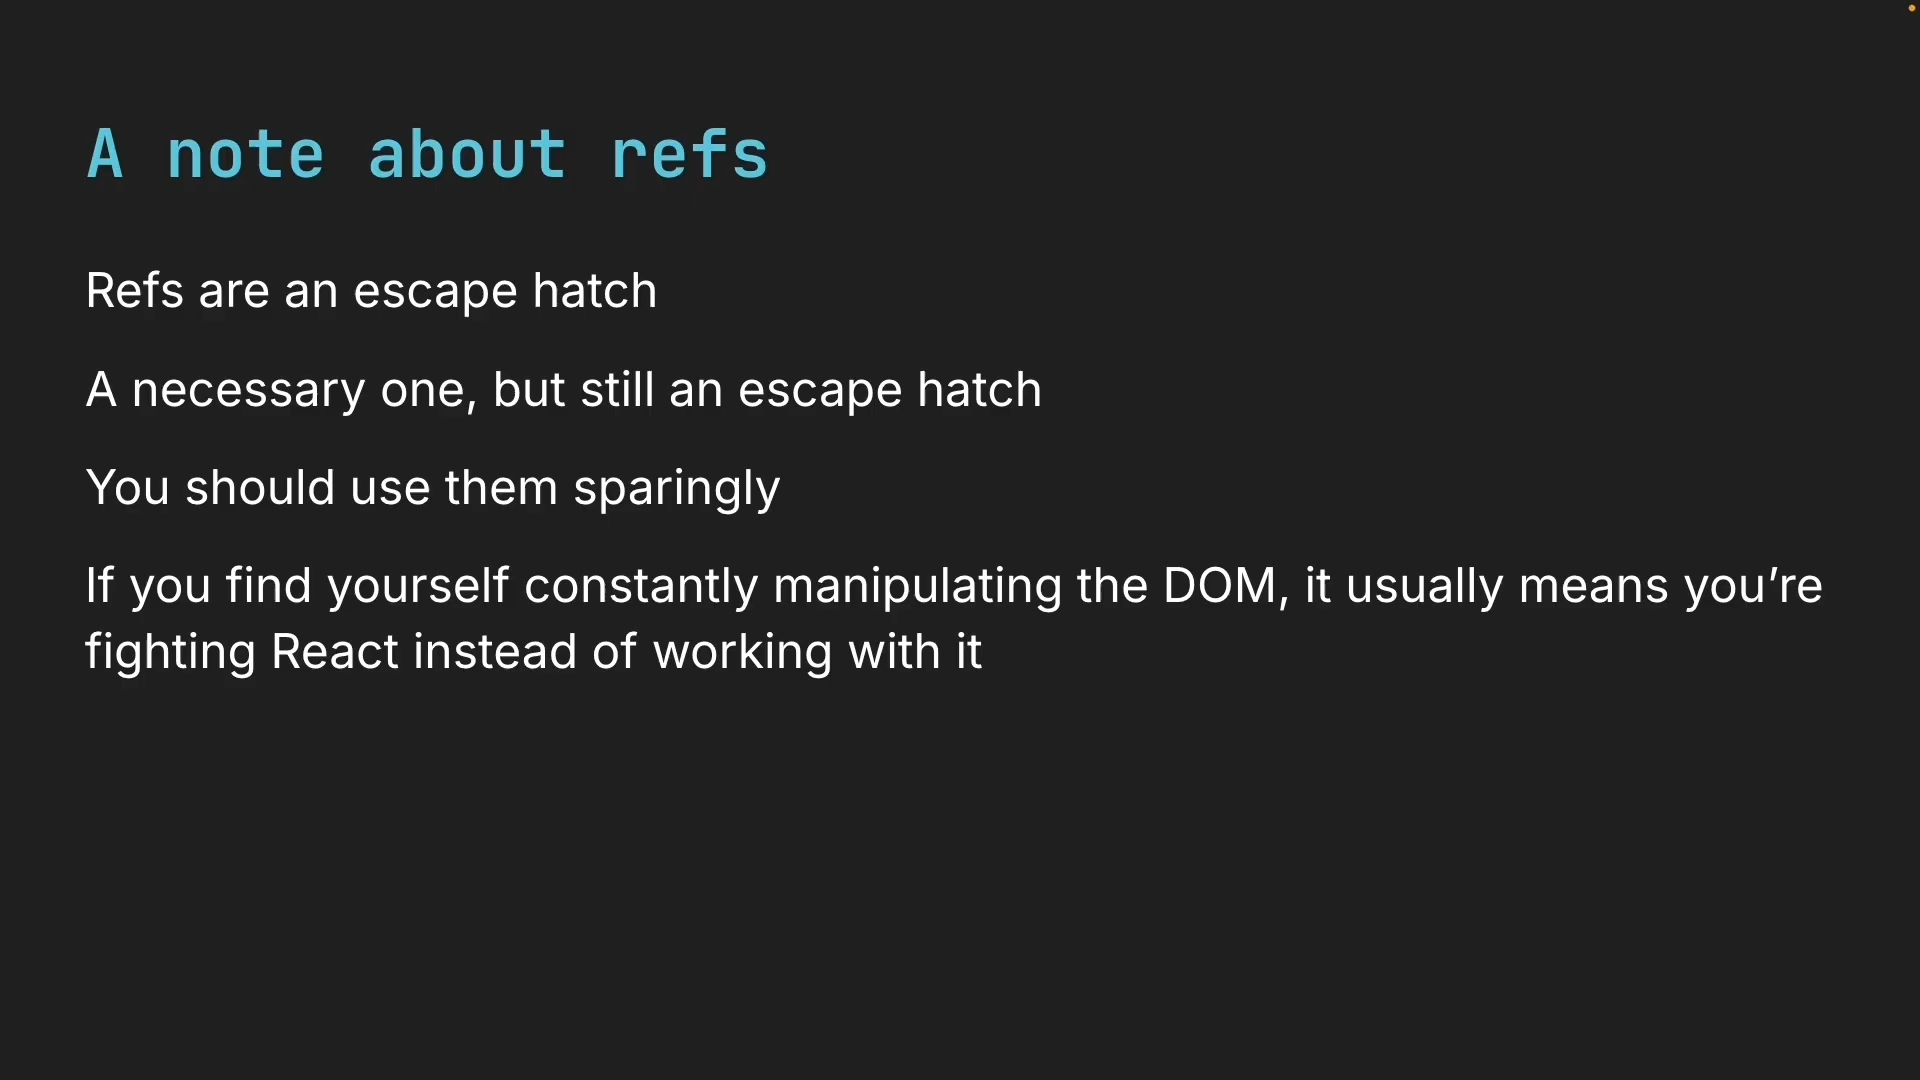 A note about refs
Refs are an escape hatch
A necessary one, but still an escape hatch
You should use them sparingly
If you find yourself constantly manipulating the DOM, it usually means you’re
fighting React instead of working with it